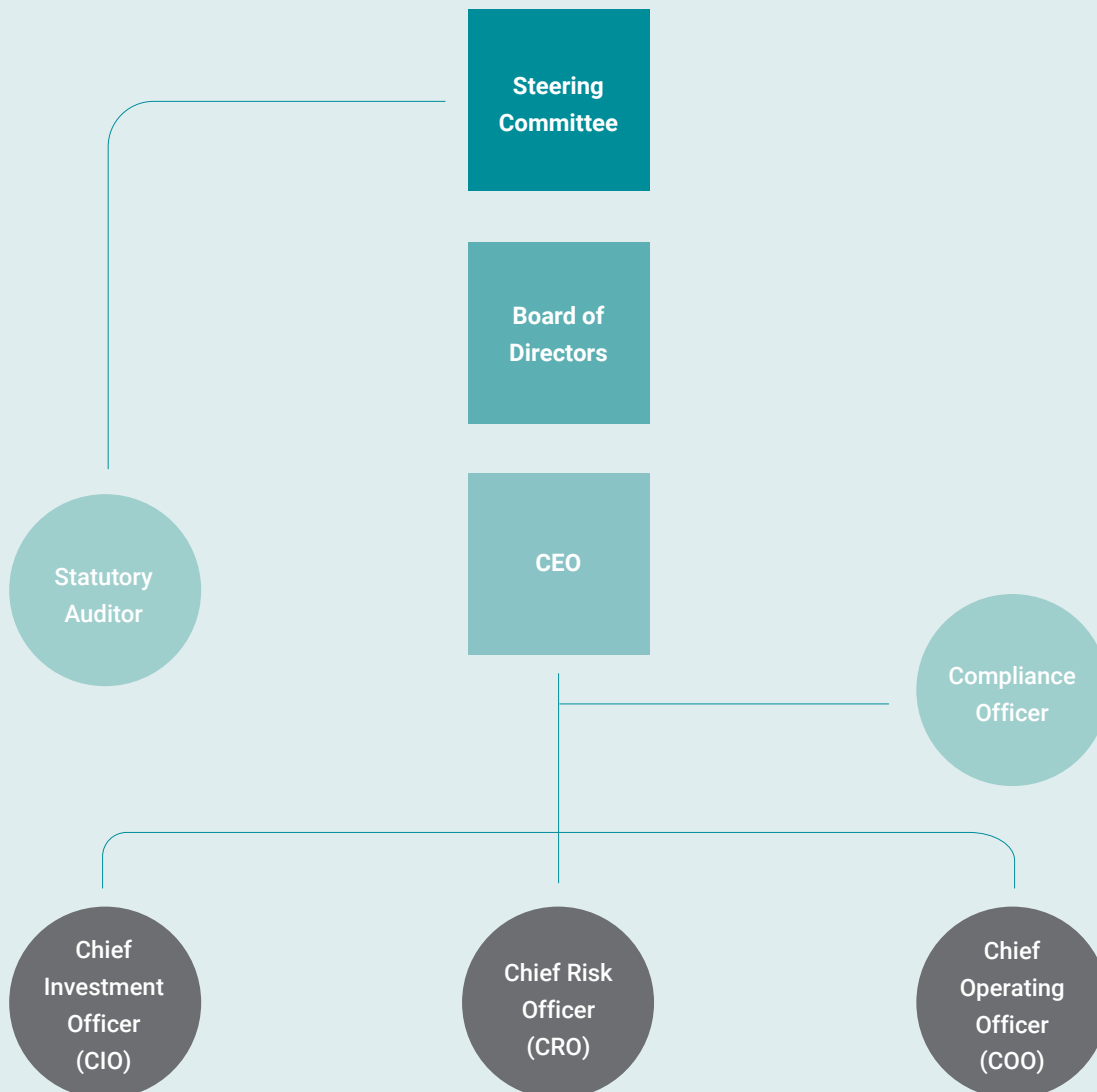 Steering
Committee
Board of
Directors
CEO
Statutory
Auditor
Compliance
Officer
Chief
Investment
Officer
(CIO)
Chief Risk
Officer
(CRO)
Chief
Operating
Officer
(COO)